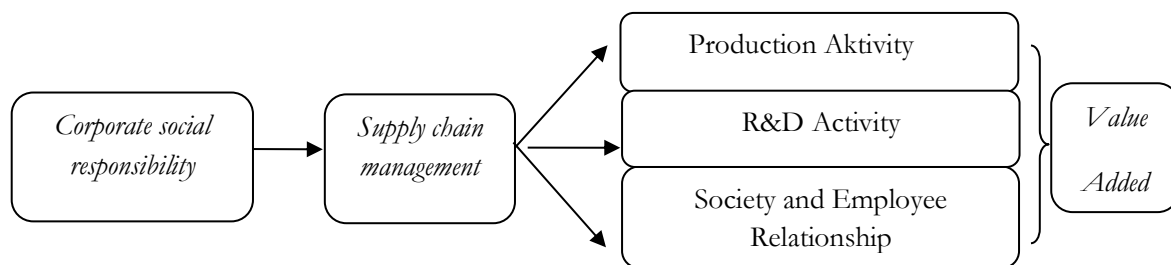 Corporate social
responsibility
Supply chain
management
Production Aktivity
R&D Activity
Society and Employee
Relationship
Value
Added